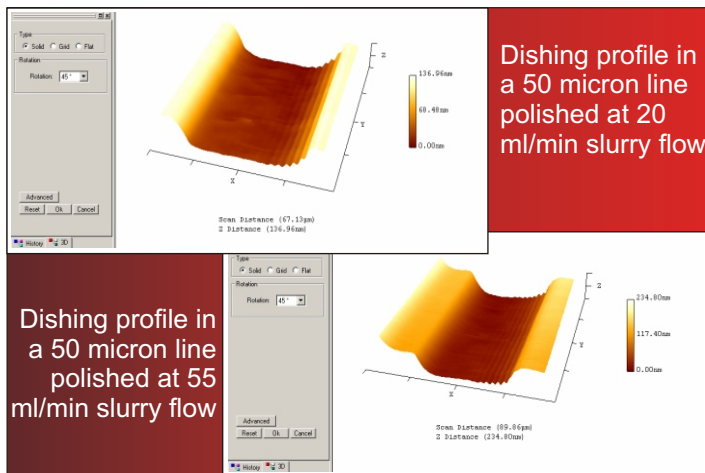 Type
Solid Grid Flat
Rotation
Rotation: 45°
Advanced
Reset Ok Cancel
History 3D
Z
Y
X
136.96nm
68.48nm
0.00nm
Scan Distance (67.13µm)
Z Distance (136.96nm)
Dishing profile in
a 50 micron line
polished at 20
ml/min slurry flow
Dishing profile in
a 50 micron line
polished at 55
ml/min slurry flow
Type
Solid Grid Flat
Rotation
Rotation: 45°
Advanced
Reset Ok Cancel
History 3D
Z
Y
X
234.80nm
117.40nm
0.00nm
Scan Distance (89.86µm)
Z Distance (234.80nm)